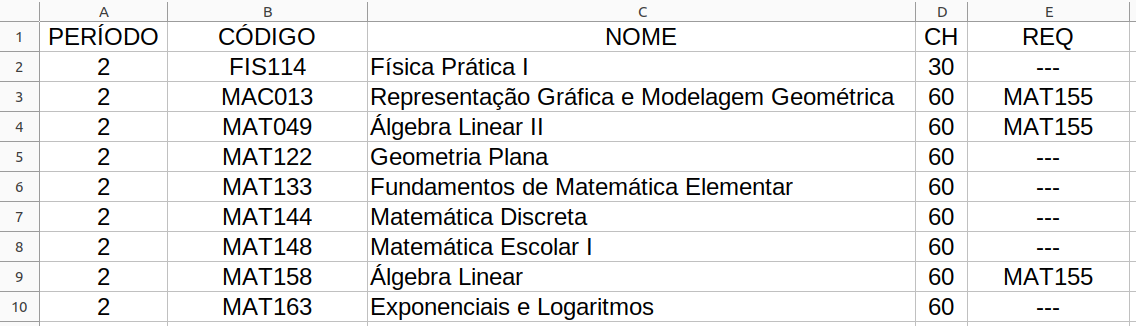 A B C D E
1 PERÍODO CÓDIGO NOME CH REQ
2 2 FIS114 Física Prática I 30 ---
3 2 MAC013 Representação Gráfica e Modelagem Geométrica 60 MAT155
4 2 MAT049 Álgebra Linear II 60 MAT155
5 2 MAT122 Geometria Plana 60 ---
6 2 MAT133 Fundamentos de Matemática Elementar 60 ---
7 2 MAT144 Matemática Discreta 60 ---
8 2 MAT148 Matemática Escolar I 60 ---
9 2 MAT158 Álgebra Linear 60 MAT155
10 2 MAT163 Exponenciais e Logaritmos 60 ---